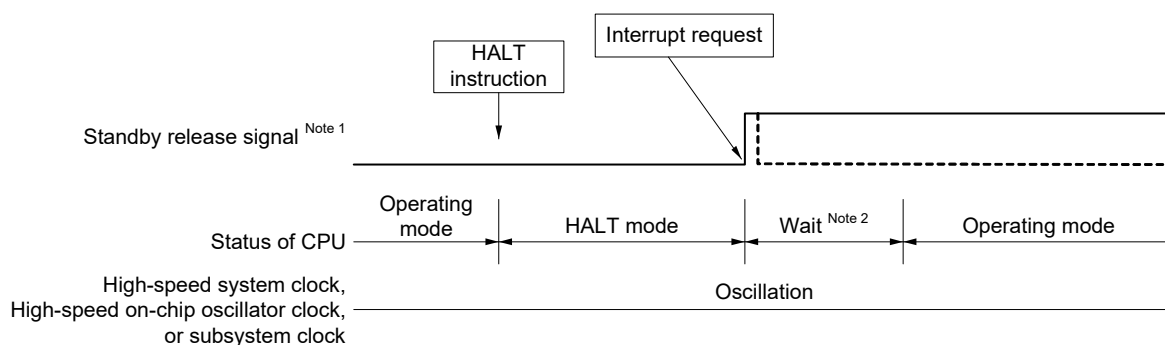 Interrupt request
HALT
instruction
Standby release signal Note 1
Operating
mode
HALT mode
Wait Note 2
Operating mode
Status of CPU
High-speed system clock,
High-speed on-chip oscillator clock,
or subsystem clock
Oscillation